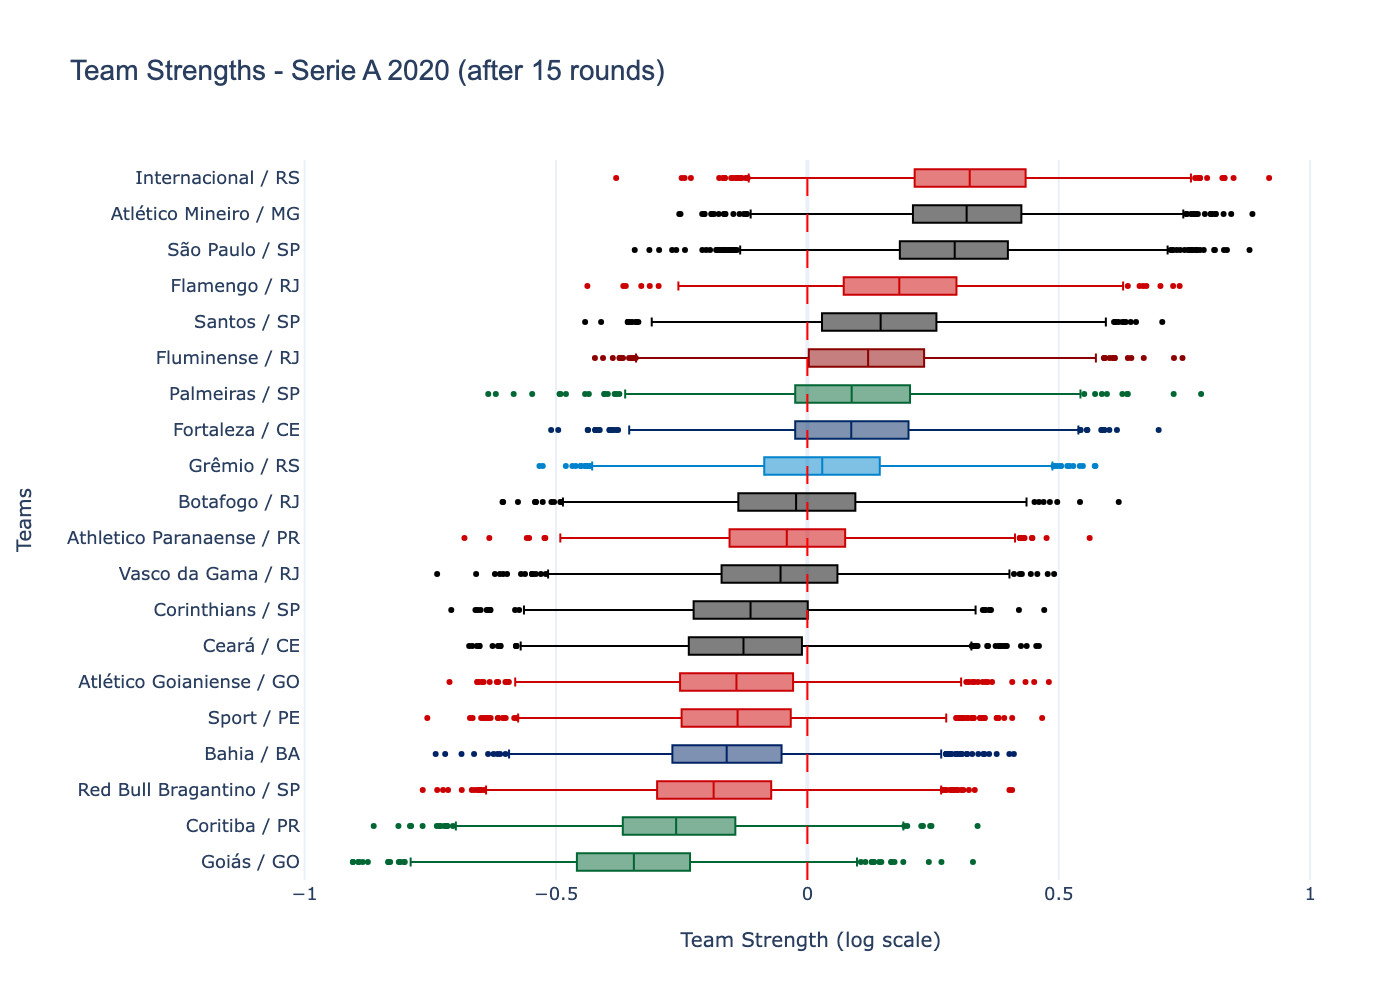 Team Strengths - Serie A 2020 (after 15 rounds)
Internacional / RS
Atlético Mineiro / MG
São Paulo / SP
Flamengo / RJ
Santos / SP
Fluminense / RJ
Palmeiras / SP
Fortaleza / CE
Grêmio / RS
Botafogo / RJ
Athletico Paranaense / PR
Vasco da Gama / RJ
Corinthians / SP
Ceará / CE
Atlético Goianiense / GO
Sport / PE
Bahia / BA
Red Bull Bragantino / SP
Coritiba / PR
Goiás / GO
Teams
−1 −0.5 0 0.5 1
Team Strength (log scale)